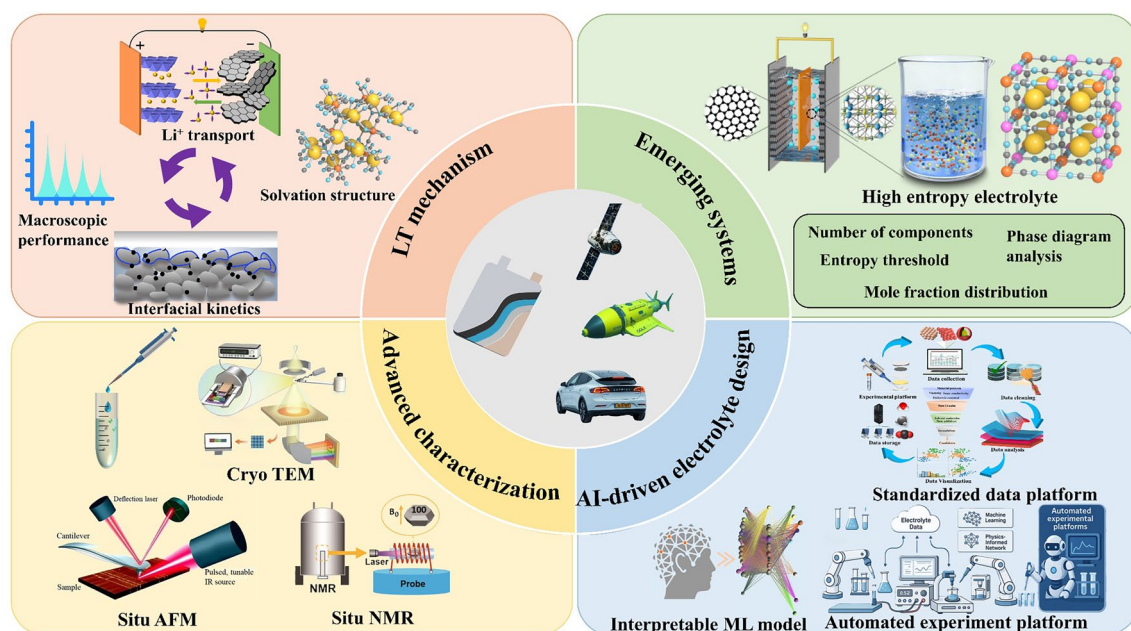 +
−
Li⁺ transport
Solvation structure
Macroscopic
performance
Interfacial kinetics
LT mechanism
Emerging systems
High entropy electrolyte
Number of components
Entropy threshold
Phase diagram
analysis
Mole fraction distribution
Advanced characterization
Cryo TEM
Deflection laser
Photodiode
Cantilever
Sample
Pulsed, tunable
IR source
Situ AFM
B₀
100
Laser
NMR
Probe
Situ NMR
AI-driven electrolyte design
Data collection
Experimental platform
Data cleaning
Data storage
Data analysis
Data Visualization
Standardized data platform
Interpretable ML model
Electrolyte
Data
Machine
Learning
Physics-
Informed
Network
Automated
experimental
platforms
Automated experiment platform